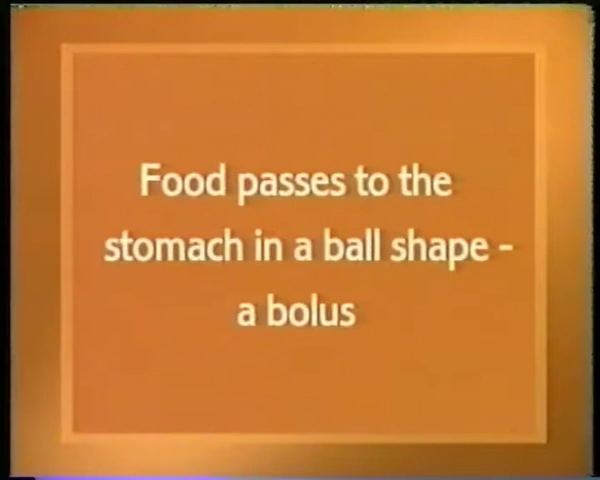 Food passes to the
stomach in a ball shape -
a bolus